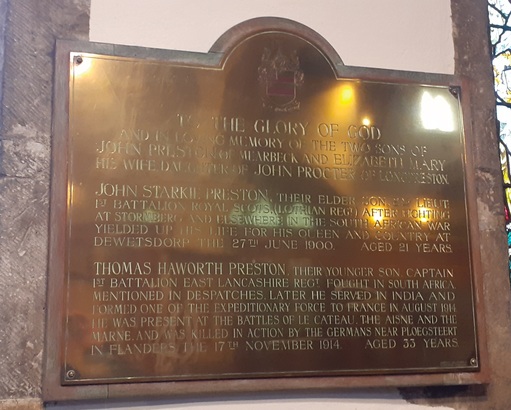 TO THE GLORY OF GOD
AND IN LOVING MEMORY OF THE TWO SONS OF
JOHN PRESTON OF MEARBECK AND ELIZABETH MARY
HIS WIFE DAUGHTER OF JOHN PROCTER OF LONGPRESTON.
JOHN STARKIE PRESTON, THEIR ELDER SON, LIEUT
1ST BATTALION ROYAL SCOTS (LOTHIAN REGT) AFTER FIGHTING
AT STORMBERG AND ELSEWHERE IN THE SOUTH AFRICAN WAR
YIELDED UP HIS LIFE FOR HIS QUEEN AND COUNTRY AT
DEWETSDORP THE 27TH JUNE 1900. AGED 21 YEARS.
THOMAS HAWORTH PRESTON, THEIR YOUNGER SON, CAPTAIN
1ST BATTALION EAST LANCASHIRE REGT FOUGHT IN SOUTH AFRICA,
MENTIONED IN DESPATCHES. LATER HE SERVED IN INDIA AND
FORMED ONE OF THE EXPEDITIONARY FORCE TO FRANCE IN AUGUST 1914.
HE WAS PRESENT AT THE BATTLES OF LE CATEAU, THE AISNE AND THE
MARNE, AND WAS KILLED IN ACTION BY THE GERMANS NEAR PLOEGSTEERT
IN FLANDERS, THE 17TH NOVEMBER 1914. AGED 33 YEARS.